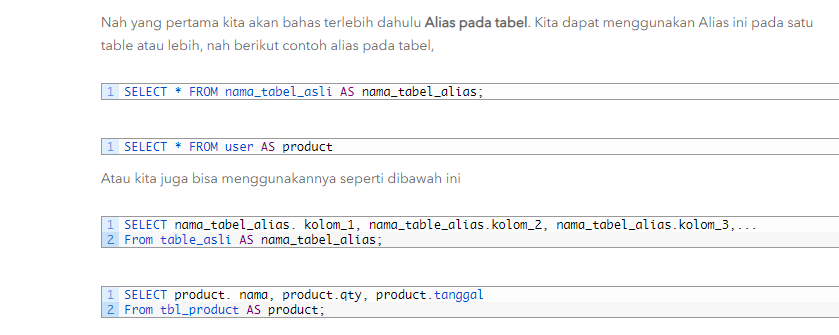 Nah yang pertama kita akan bahas terlebih dahulu Alias pada tabel. Kita dapat menggunakan Alias ini pada satu
table atau lebih, nah berikut contoh alias pada tabel,
1 SELECT * FROM nama_tabel_asli AS nama_tabel_alias;
1 SELECT * FROM user AS product
Atau kita juga bisa menggunakannya seperti dibawah ini
1 SELECT nama_tabel_alias. kolom_1, nama_table_alias.kolom_2, nama_tabel_alias.kolom_3,...
2 From table_asli AS nama_tabel_alias;
1 SELECT product. nama, product.qty, product.tanggal
2 From tbl_product AS product;